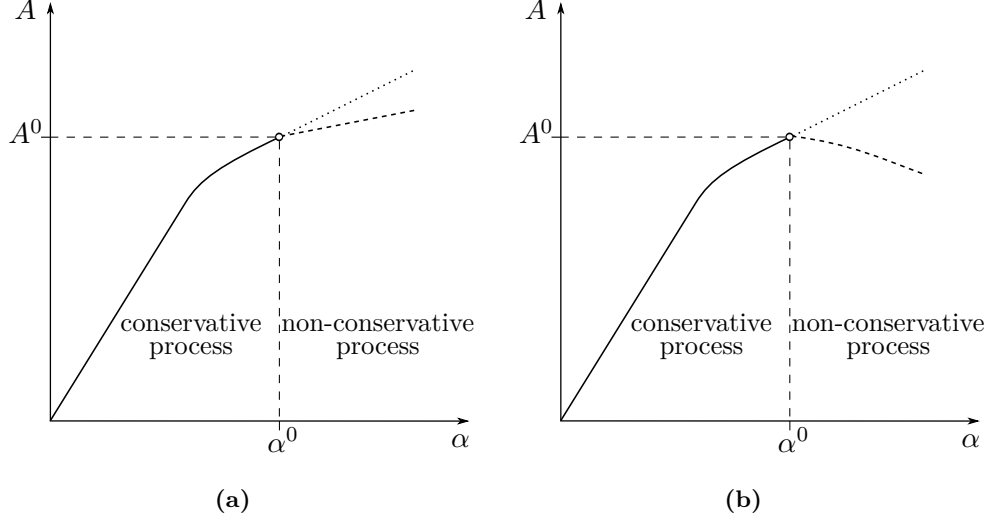 A
A⁰
conservative
process
non-conservative
process
α⁰
α
(a)
A
A⁰
conservative
process
non-conservative
process
α⁰
α
(b)